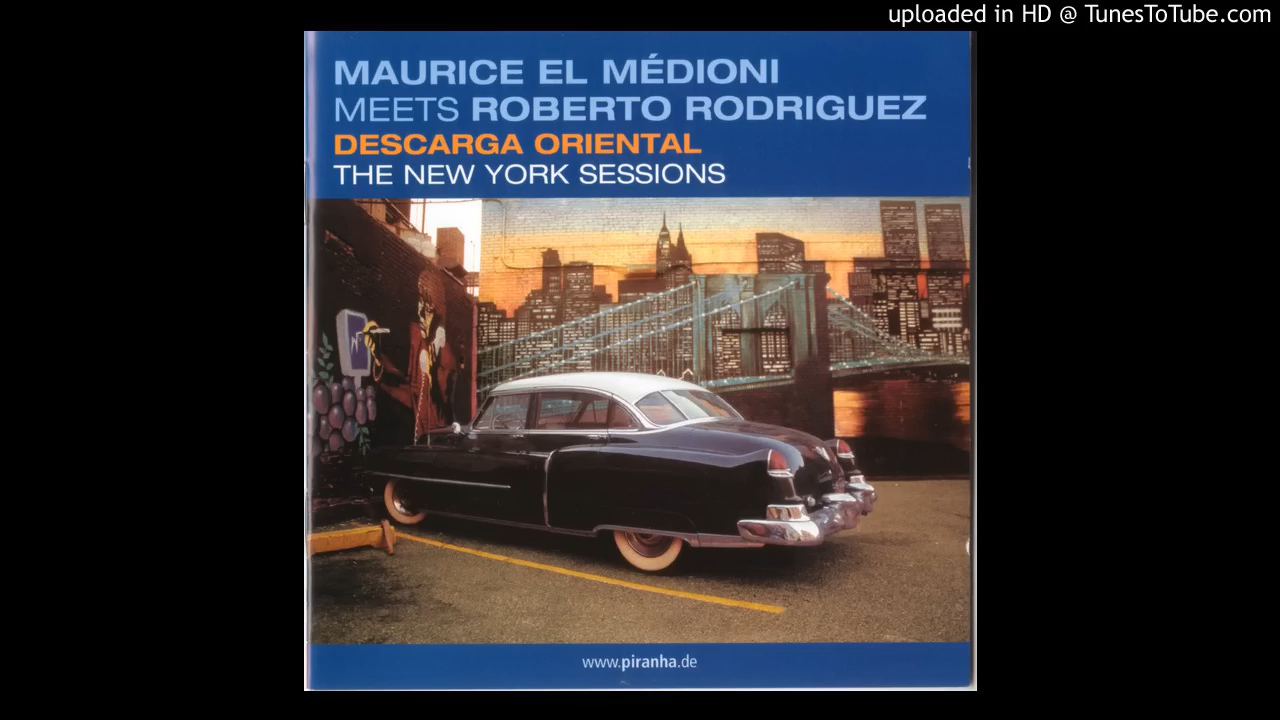 uploaded in HD @ TunesToTube.com
MAURICE EL MÉDIONI
MEETS ROBERTO RODRIGUEZ
DESCARGA ORIENTAL
THE NEW YORK SESSIONS
www.piranha.de